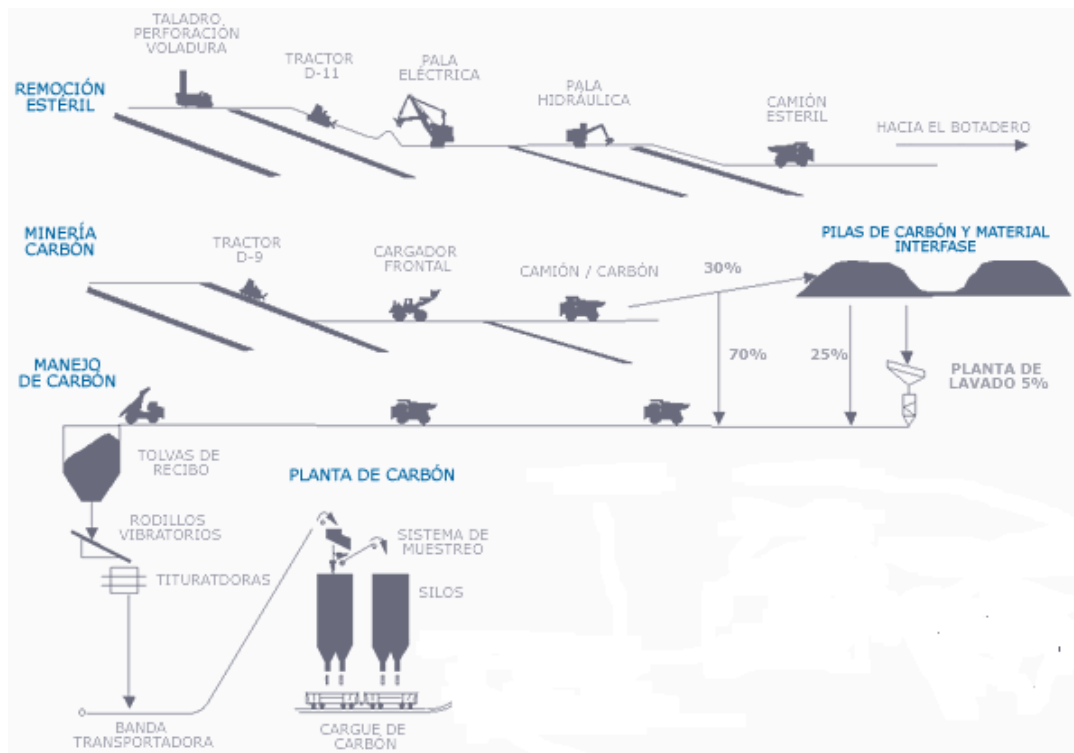 TALADRO
PERFORACIÓN
VOLADURA
TRACTOR
D-11
PALA
ELÉCTRICA
PALA
HIDRÁULICA
CAMIÓN
ESTERIL
HACIA EL BOTADERO
REMOCIÓN
ESTÉRIL
MINERÍA
CARBÓN
TRACTOR
D-9
CARGADOR
FRONTAL
CAMIÓN / CARBÓN
30%
PILAS DE CARBÓN Y MATERIAL
INTERFASE
70%
25%
PLANTA DE
LAVADO 5%
MANEJO
DE CARBÓN
TOLVAS DE
RECIBO
PLANTA DE CARBÓN
RODILLOS
VIBRATORIOS
SISTEMA DE
MUESTREO
TITURATDORAS
SILOS
BANDA
TRANSPORTADORA
CARGUE DE
CARBÓN